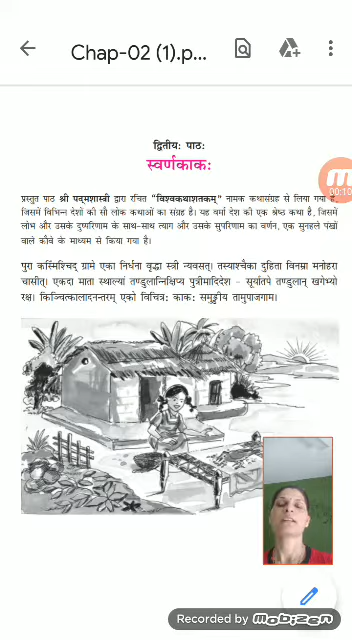 Chap-02 (1).p...
द्वितीयः पाठः
स्वर्णकाकः
00:10
प्रस्तुत पाठ श्री पद्मशास्त्री द्वारा रचित "विश्वकथाशतकम्" नामक कथासंग्रह से लिया गया है,
जिसमें विभिन्न देशों की सौ लोक कथाओं का संग्रह है। यह वर्मा देश की एक श्रेष्ठ कथा है, जिसमें
लोभ और उसके दुष्परिणाम के साथ-साथ त्याग और उसके सुपरिणाम का वर्णन, एक सुनहले पंखों
वाले कौवे के माध्यम से किया गया है।
पुरा कस्मिंश्चिद् ग्रामे एका निर्धना वृद्धा स्त्री न्यवसत्। तस्याश्चैका दुहिता विनम्रा मनोहरा
चासीत्। एकदा माता स्थाल्यां तण्डुलान्निक्षिप्य पुत्रीमादिदेश - सूर्यातपे तण्डुलान् खगेभ्यो
रक्ष। किञ्चित्कालादनन्तरम् एको विचित्रः काकः समुड्डीय तामुपाजगाम।
Recorded by mobizen